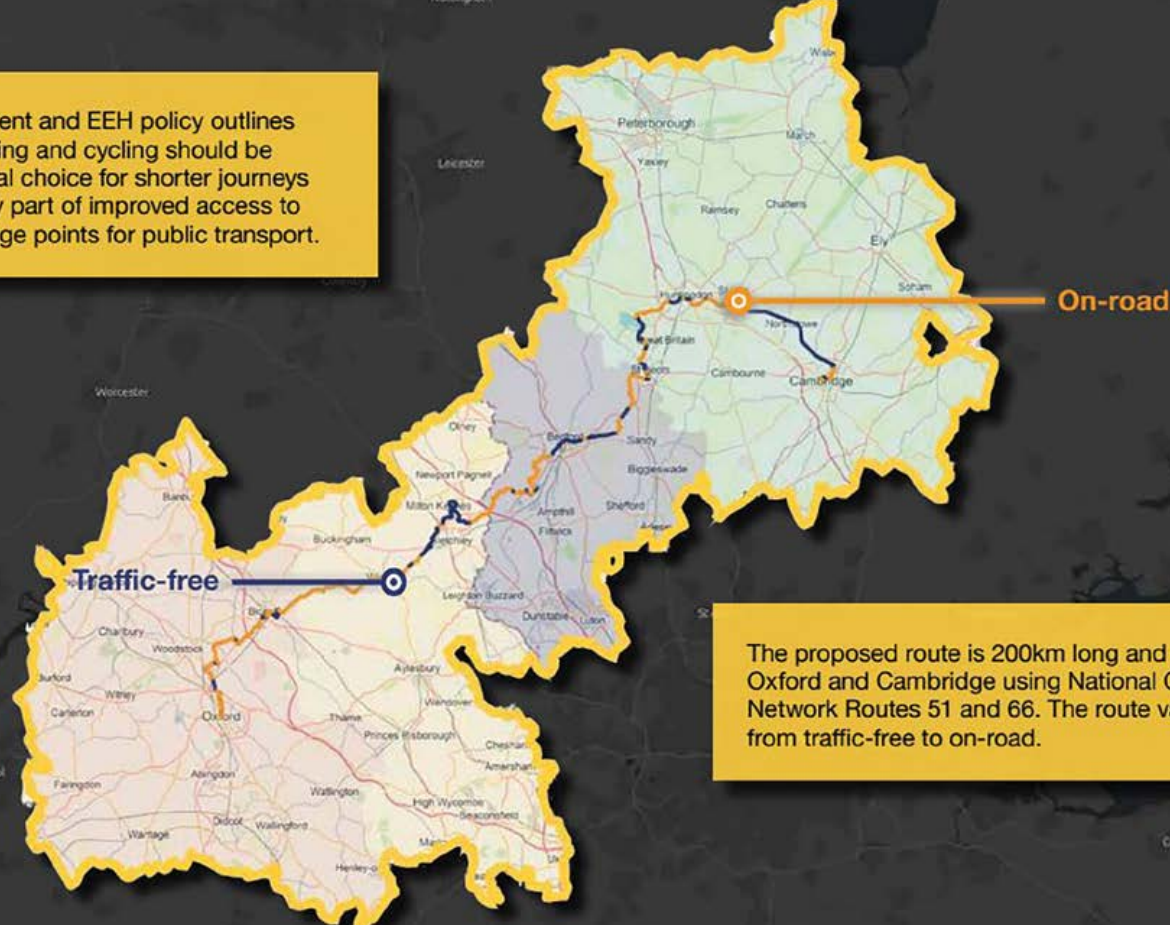 ent and EEH policy outlines
ing and cycling should be
al choice for shorter journeys
y part of improved access to
ge points for public transport.
Leicester
Worcester
Peterborough
March
Yaxley
Ramsey
Chatteris
Ely
Soham
Huntingdon
On-road
Great Britain
St Neots
Cambourne
Cambridge
Olney
Bedford
Sandy
Newport Pagnell
Biggleswade
Milton Keynes
Ampthill
Shefford
Flitwick
Buckingham
Bletchley
Traffic-free
Leighton Buzzard
Dunstable
Luton
Charlbury
Woodstock
Aylesbury
Burford
Witney
Carterton
Wendover
Oxford
Thame
Princes Risborough
Chesham
Amersham
Abingdon
Faringdon
Watlington
High Wycombe
Beaconsfield
Didcot
Wallingford
Wantage
Henley-o
The proposed route is 200km long and
Oxford and Cambridge using National C
Network Routes 51 and 66. The route va
from traffic-free to on-road.